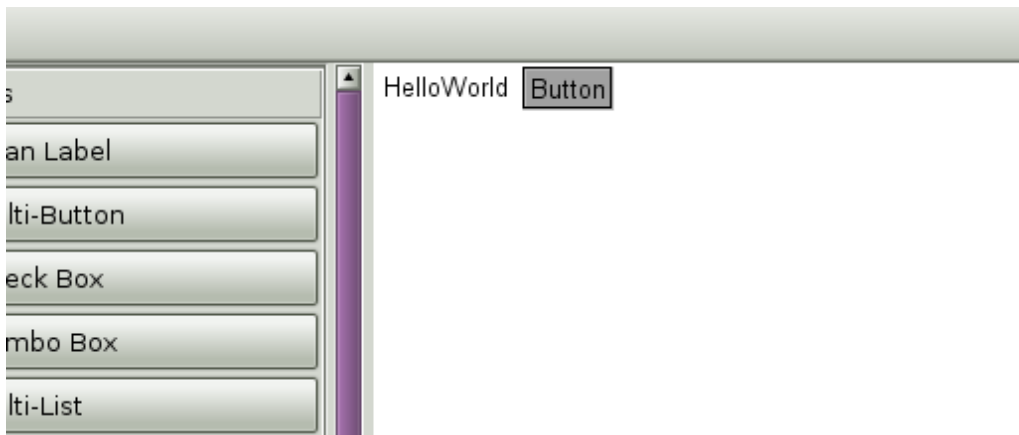 s
an Label
lti-Button
eck Box
mbo Box
lti-List
HelloWorld Button